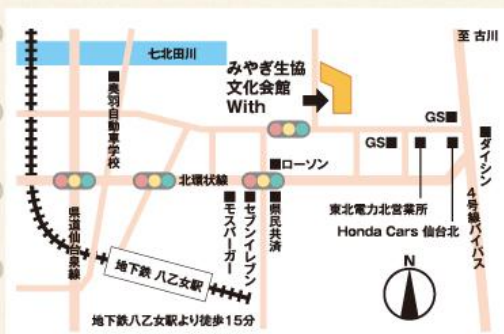 至 古川
七北田川
みやぎ生協
文化会館
With
奥羽自動車学校
GS
GS
ダイシン
ローソン
北環状線
県道仙台泉線
モスバーガー
セブンイレブン
県民共済
東北電力北営業所
Honda Cars 仙台北
4号線バイパス
地下鉄 八乙女駅
N
地下鉄八乙女駅より徒歩15分